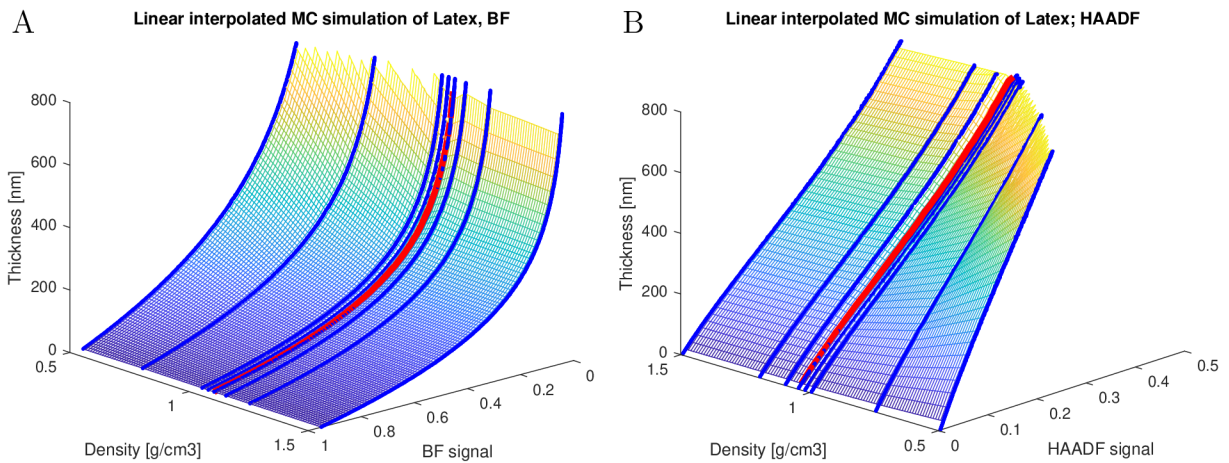 A
Linear interpolated MC simulation of Latex, BF
800
600
400
200
0
Thickness [nm]
0.5
1
1.5
Density [g/cm3]
1
0.8
0.6
0.4
0.2
0
BF signal
B
Linear interpolated MC simulation of Latex; HAADF
800
600
400
200
0
Thickness [nm]
1.5
1
0.5
Density [g/cm3]
0
0.1
0.2
0.3
0.4
0.5
HAADF signal